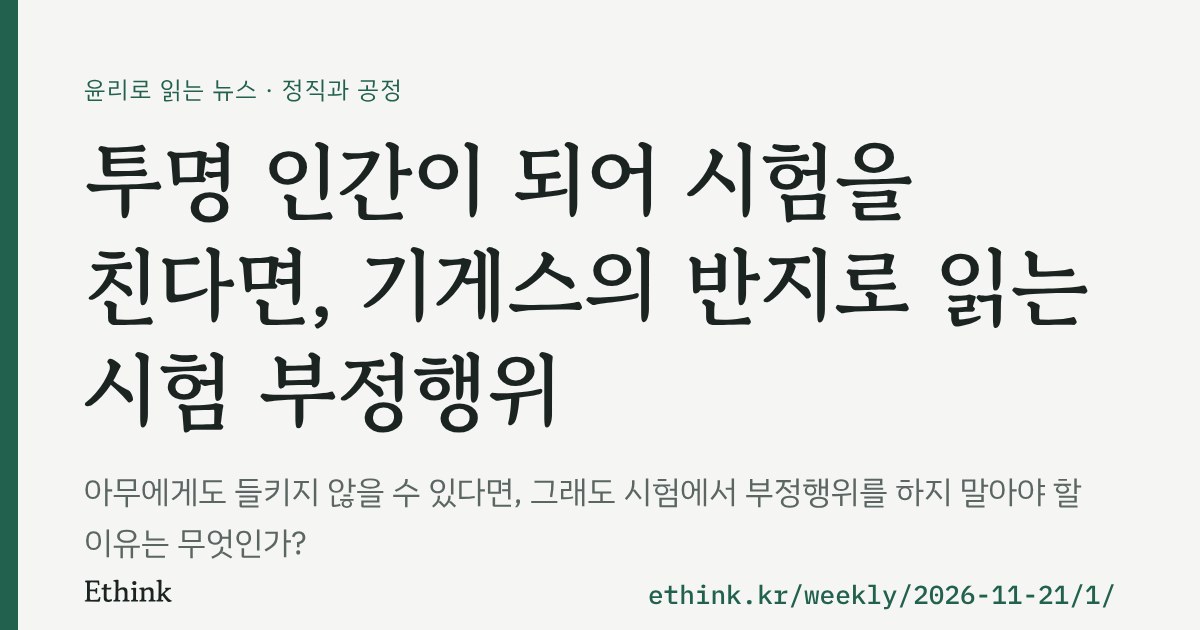 윤리로 읽는 뉴스 · 정직과 공정
투명 인간이 되어 시험을
친다면, 기게스의 반지로 읽는
시험 부정행위
아무에게도 들키지 않을 수 있다면, 그래도 시험에서 부정행위를 하지 말아야 할
이유는 무엇인가?
Ethink
ethink.kr/weekly/2026-11-21/1/